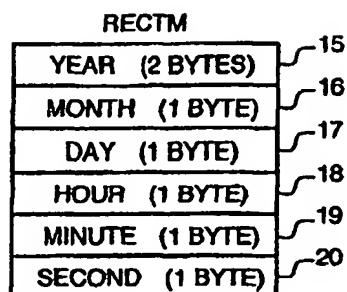 RECTM
YEAR (2 BYTES) 15
MONTH (1 BYTE) 16
DAY (1 BYTE) 17
HOUR (1 BYTE) 18
MINUTE (1 BYTE) 19
SECOND (1 BYTE) 20